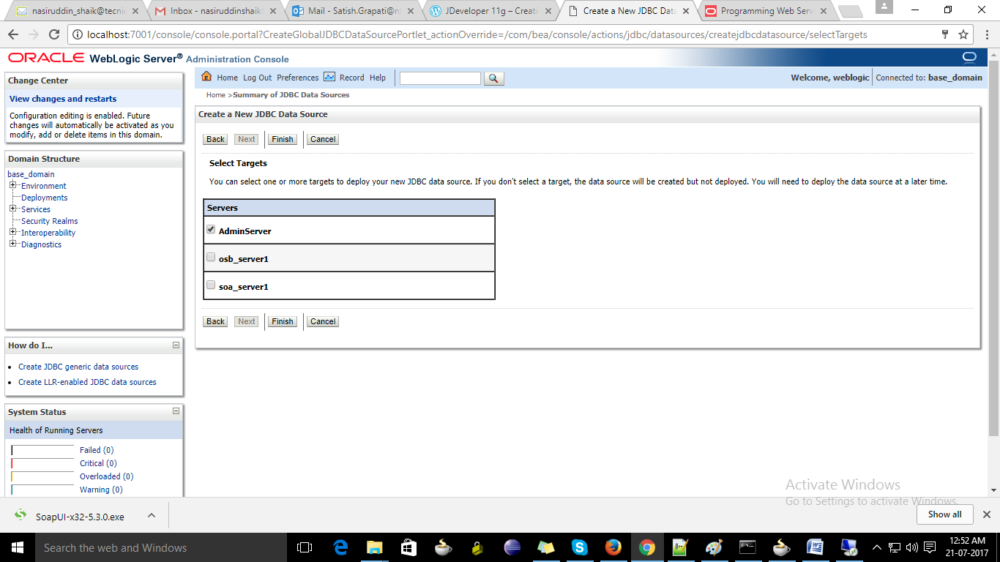 nasiruddin_shaik@tecni
Inbox - nasiruddinshaik
Mail - Satish.Grapati@n
JDeveloper 11g – Creati
Create a New JDBC Data
Programming Web Serv
localhost:7001/console/console.portal?CreateGlobalJDBCDataSourcePortlet_actionOverride=/com/bea/console/actions/jdbc/datasources/createjdbcdatasource/selectTargets
ORACLE WebLogic Server® Administration Console
Change Center
View changes and restarts
Configuration editing is enabled. Future
changes will automatically be activated as you
modify, add or delete items in this domain.
Domain Structure
base_domain
Environment
Deployments
Services
Security Realms
Interoperability
Diagnostics
How do I...
Create JDBC generic data sources
Create LLR-enabled JDBC data sources
System Status
Health of Running Servers
Failed (0)
Critical (0)
Overloaded (0)
Warning (0)
Home Log Out Preferences Record Help
Welcome, weblogic Connected to: base_domain
Home >Summary of JDBC Data Sources
Create a New JDBC Data Source
Back Next Finish Cancel
Select Targets
You can select one or more targets to deploy your new JDBC data source. If you don't select a target, the data source will be created but not deployed. You will need to deploy the data source at a later time.
Servers
AdminServer
osb_server1
soa_server1
Back Next Finish Cancel
Activate Windows
Go to Settings to activate Windows.
SoapUI-x32-5.3.0.exe
Show all
Search the web and Windows
12:52 AM
21-07-2017